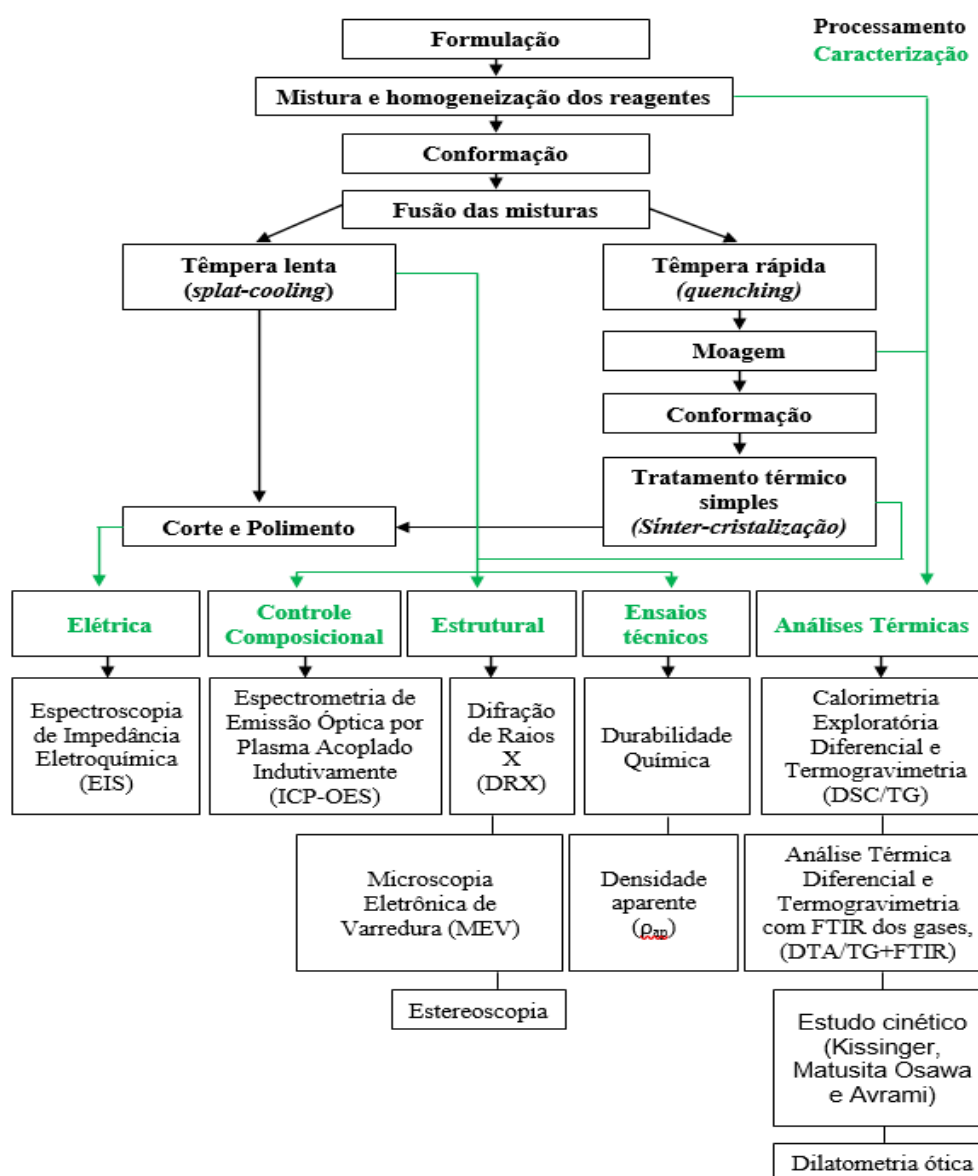 Processamento
Caracterização
Formulação
Mistura e homogeneização dos reagentes
Conformação
Fusão das misturas
Têmpera lenta
(splat-cooling)
Têmpera rápida
(quenching)
Moagem
Conformação
Tratamento térmico
simples
(Sínter-cristalização)
Corte e Polimento
Elétrica
Controle
Composicional
Estrutural
Ensaios
técnicos
Análises Térmicas
Espectroscopia
de Impedância
Eletroquímica
(EIS)
Espectrometria de
Emissão Óptica por
Plasma Acoplado
Indutivamente
(ICP-OES)
Difração
de Raios
X
(DRX)
Durabilidade
Química
Calorimetria
Exploratória
Diferencial e
Termogravimetria
(DSC/TG)
Microscopia
Eletrônica de
Varredura (MEV)
Densidade
aparente
(ρap)
Análise Térmica
Diferencial e
Termogravimetria
com FTIR dos gases,
(DTA/TG+FTIR)
Estereoscopia
Estudo cinético
(Kissinger,
Matusita Osawa
e Avrami)
Dilatometria ótica